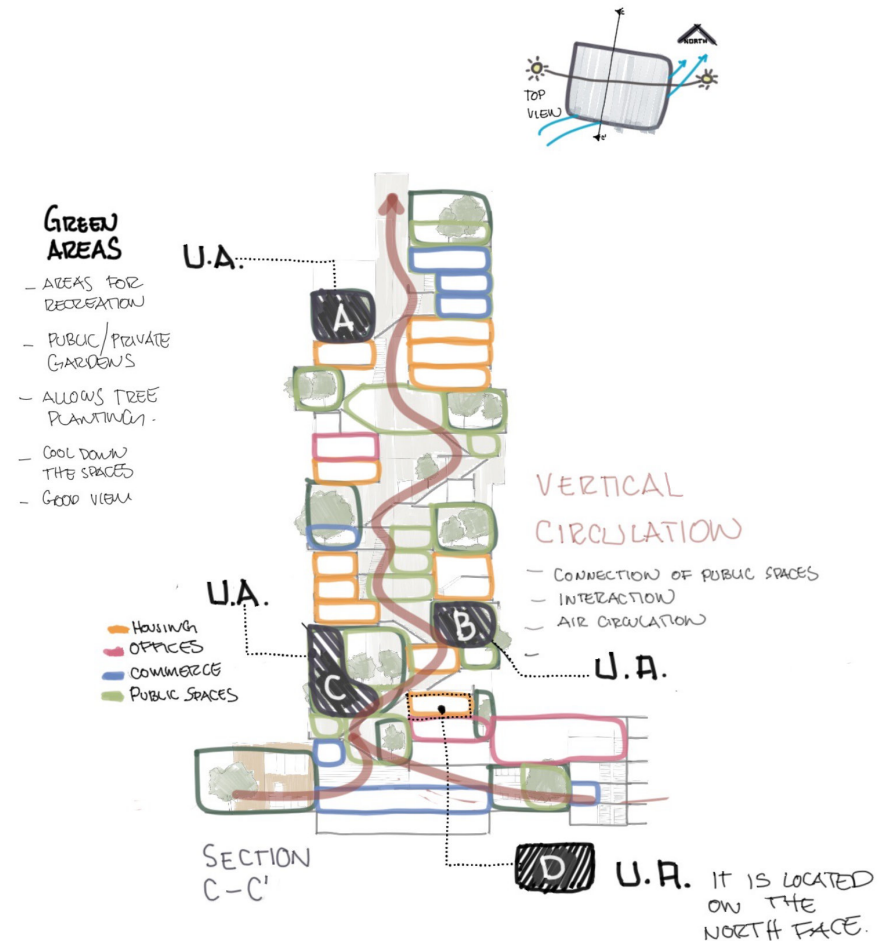 NORTH
TOP
VIEW
C'
GREEN
AREAS
- AREAS FOR
RECREATION
- PUBLIC/PRIVATE
GARDENS
- ALLOWS TREE
PLANTING.
- COOL DOWN
THE SPACES
- GOOD VIEW
U.A.
A
VERTICAL
CIRCULATION
- CONNECTION OF PUBLIC SPACES
- INTERACTION
- AIR CIRCULATION
-
U.A.
HOUSING
OFFICES
COMMERCE
PUBLIC SPACES
B
U.A.
C
SECTION
C-C'
D
U.A.
IT IS LOCATED
ON THE
NORTH FACE.